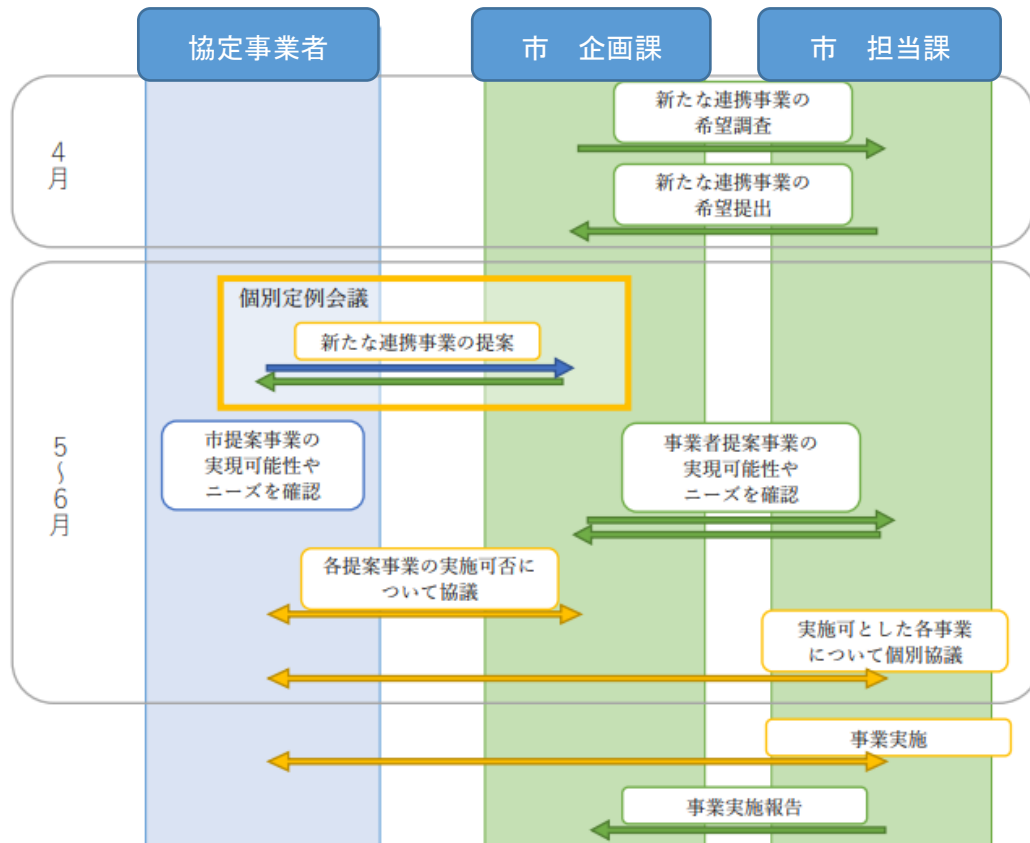 協定事業者
市　企画課
市　担当課
4
月
新たな連携事業の
希望調査
新たな連携事業の
希望提出
5
〜
6
月
個別定例会議
新たな連携事業の提案
市提案事業の
実現可能性や
ニーズを確認
事業者提案事業の
実現可能性や
ニーズを確認
各提案事業の実施可否に
ついて協議
実施可とした各事業
について個別協議
事業実施
事業実施報告